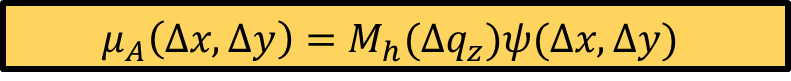 μ_A(Δx, Δy) = M_h(Δq_z)ψ(Δx, Δy)